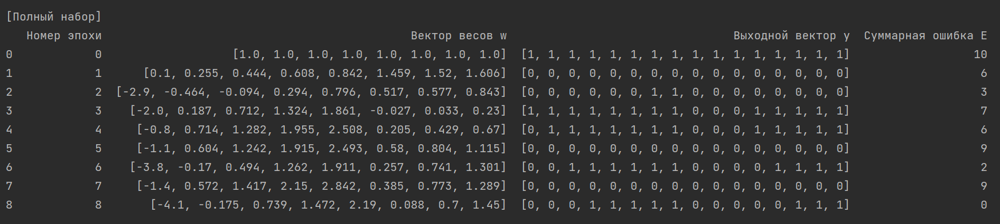 [Полный набор]
Номер эпохи Вектор весов w Выходной вектор y Суммарная ошибка E
0 0 [1.0, 1.0, 1.0, 1.0, 1.0, 1.0, 1.0, 1.0] [1, 1, 1, 1, 1, 1, 1, 1, 1, 1, 1, 1, 1, 1, 1, 1] 10
1 1 [0.1, 0.255, 0.444, 0.608, 0.842, 1.459, 1.52, 1.606] [0, 0, 0, 0, 0, 0, 0, 0, 0, 0, 0, 0, 0, 0, 0, 0] 6
2 2 [-2.9, -0.464, -0.094, 0.294, 0.796, 0.517, 0.577, 0.843] [0, 0, 0, 0, 0, 0, 1, 1, 0, 0, 0, 0, 0, 0, 0, 0] 3
3 3 [-2.0, 0.187, 0.712, 1.324, 1.861, -0.027, 0.033, 0.23] [1, 1, 1, 1, 1, 1, 1, 1, 0, 0, 0, 1, 1, 1, 1, 1] 7
4 4 [-0.8, 0.714, 1.282, 1.955, 2.508, 0.205, 0.429, 0.67] [0, 1, 1, 1, 1, 1, 1, 1, 0, 0, 0, 1, 1, 1, 1, 1] 6
5 5 [-1.1, 0.604, 1.242, 1.915, 2.493, 0.58, 0.804, 1.115] [0, 0, 0, 0, 0, 0, 0, 0, 0, 0, 0, 0, 0, 0, 0, 0] 9
6 6 [-3.8, -0.17, 0.494, 1.262, 1.911, 0.257, 0.741, 1.301] [0, 0, 1, 1, 1, 1, 1, 1, 0, 0, 0, 0, 1, 1, 1, 1] 2
7 7 [-1.4, 0.572, 1.417, 2.15, 2.842, 0.385, 0.773, 1.289] [0, 0, 0, 0, 0, 0, 0, 0, 0, 0, 0, 0, 0, 0, 0, 0] 9
8 8 [-4.1, -0.175, 0.739, 1.472, 2.19, 0.088, 0.7, 1.45] [0, 0, 0, 1, 1, 1, 1, 1, 0, 0, 0, 0, 0, 1, 1, 1] 0